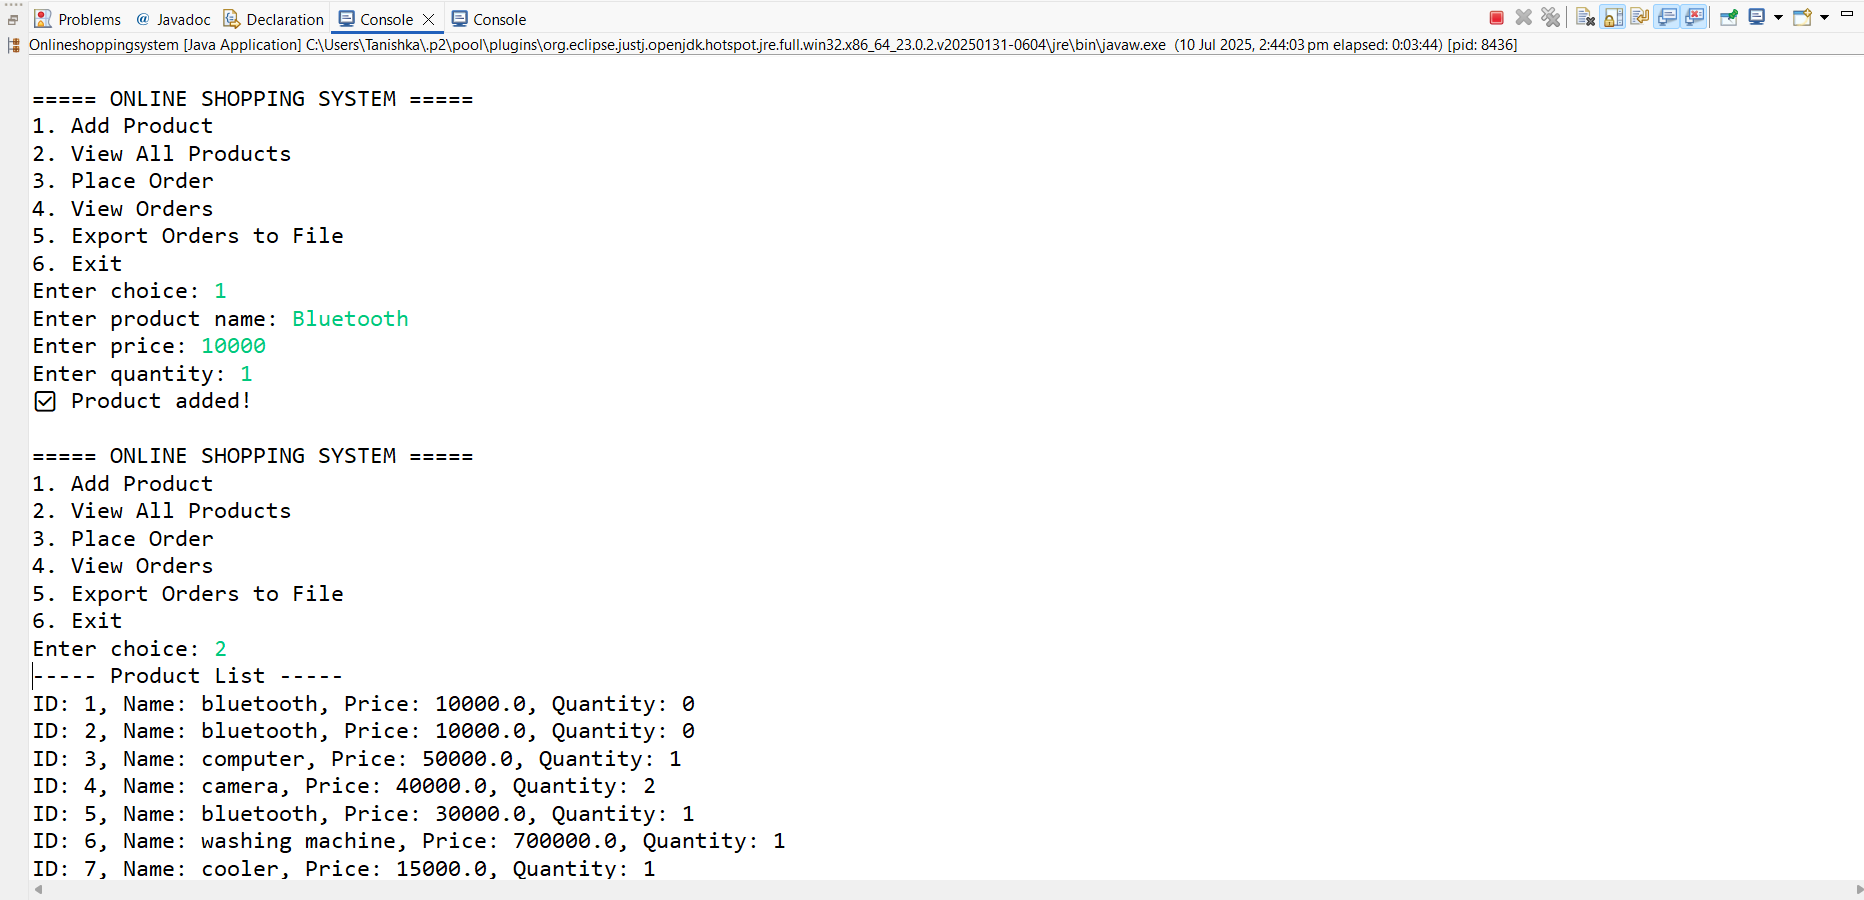 Problems @ Javadoc Declaration Console Console
Onlineshoppingsystem [Java Application] C:\Users\Tanishka\.p2\pool\plugins\org.eclipse.justj.openjdk.hotspot.jre.full.win32.x86_64_23.0.2.v20250131-0604\jre\bin\javaw.exe (10 Jul 2025, 2:44:03 pm elapsed: 0:03:44) [pid: 8436]
===== ONLINE SHOPPING SYSTEM =====
1. Add Product
2. View All Products
3. Place Order
4. View Orders
5. Export Orders to File
6. Exit
Enter choice: 1
Enter product name: Bluetooth
Enter price: 10000
Enter quantity: 1
☑ Product added!
===== ONLINE SHOPPING SYSTEM =====
1. Add Product
2. View All Products
3. Place Order
4. View Orders
5. Export Orders to File
6. Exit
Enter choice: 2
----- Product List -----
ID: 1, Name: bluetooth, Price: 10000.0, Quantity: 0
ID: 2, Name: bluetooth, Price: 10000.0, Quantity: 0
ID: 3, Name: computer, Price: 50000.0, Quantity: 1
ID: 4, Name: camera, Price: 40000.0, Quantity: 2
ID: 5, Name: bluetooth, Price: 30000.0, Quantity: 1
ID: 6, Name: washing machine, Price: 700000.0, Quantity: 1
ID: 7, Name: cooler, Price: 15000.0, Quantity: 1